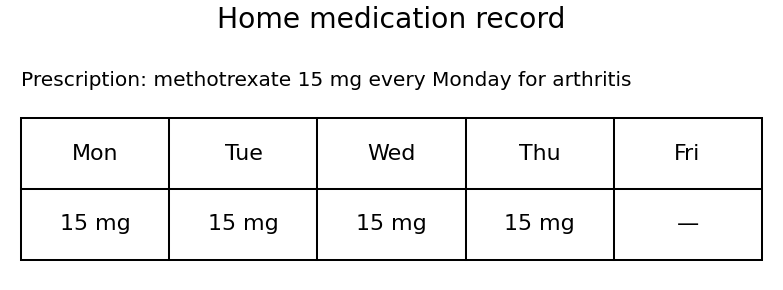 Home medication record
Prescription: methotrexate 15 mg every Monday for arthritis
Mon Tue Wed Thu Fri
15 mg 15 mg 15 mg 15 mg —